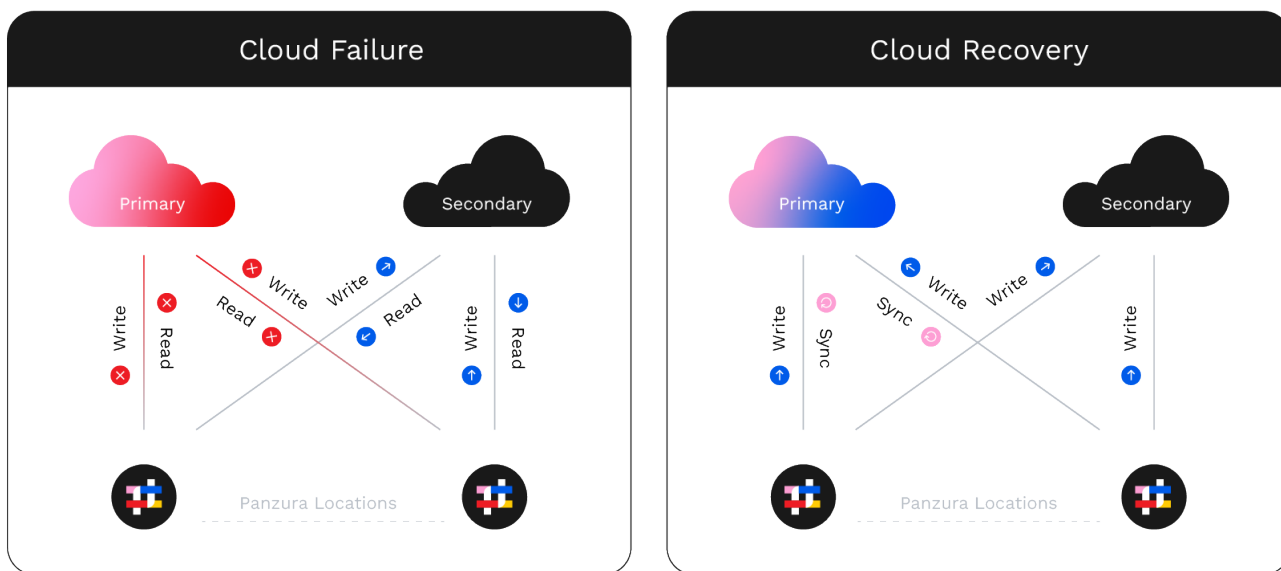 Cloud Failure
Primary
Secondary
Write
Read
Write
Read
Write
Read
Write
Read
Panzura Locations
Cloud Recovery
Primary
Secondary
Write
Sync
Write
Sync
Write
Write
Panzura Locations